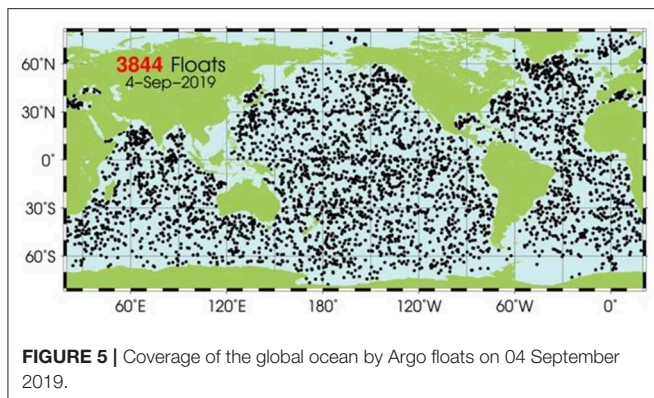 3844 Floats
4-Sep-2019
60°N
30°N
0°
30°S
60°S
60°E
120°E
180°
120°W
60°W
0°
FIGURE 5 | Coverage of the global ocean by Argo floats on 04 September
2019.